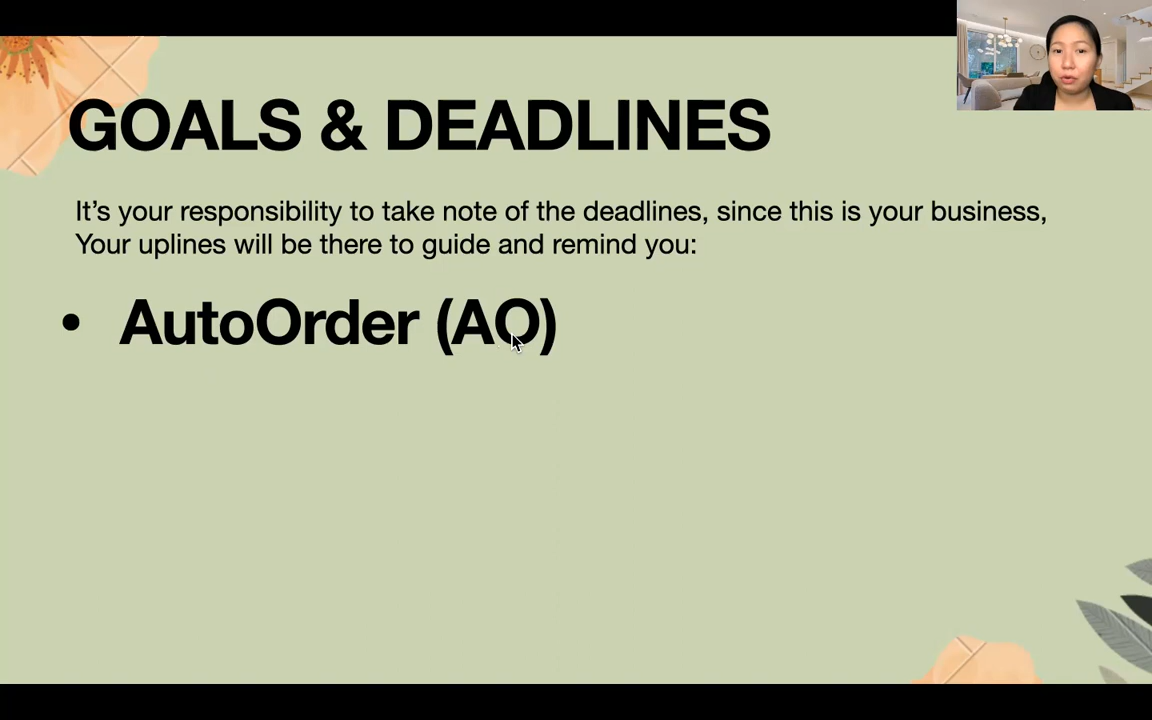 GOALS & DEADLINES
It’s your responsibility to take note of the deadlines, since this is your business,
Your uplines will be there to guide and remind you:
• AutoOrder (AO)